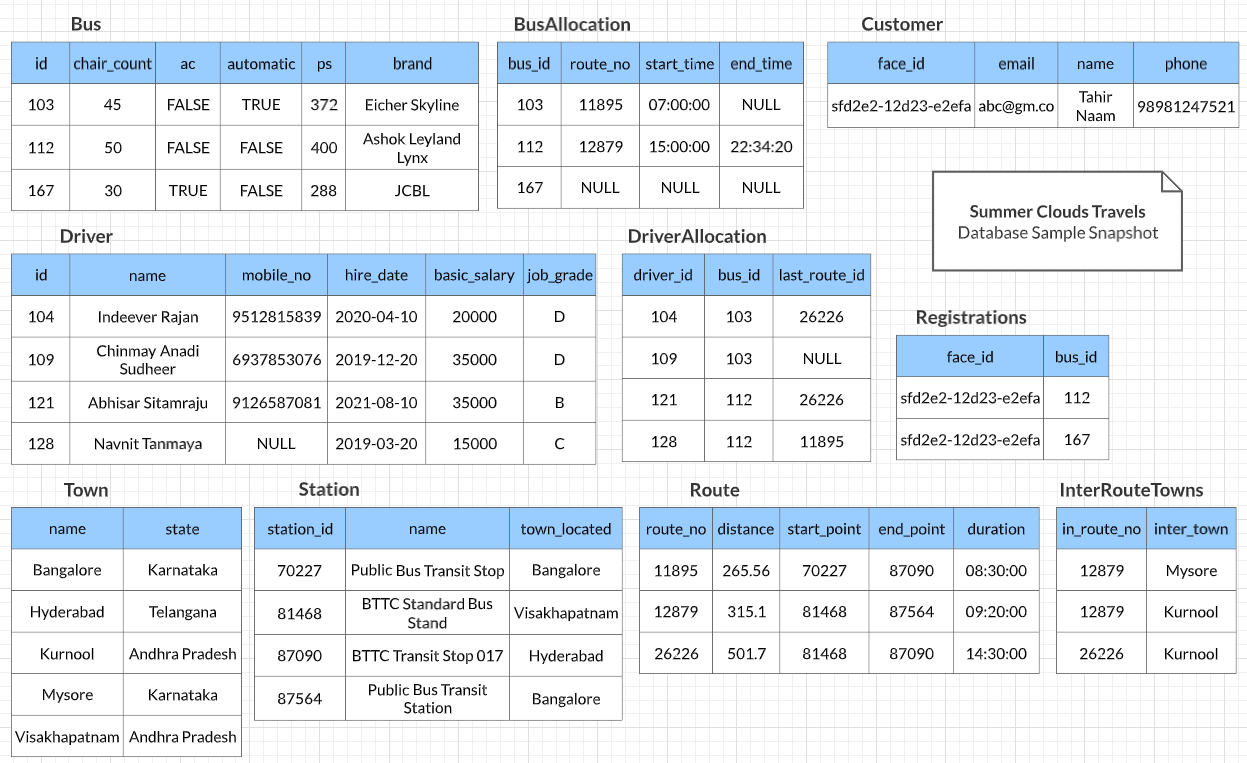 Bus
id chair_count ac automatic ps brand
103 45 FALSE TRUE 372 Eicher Skyline
112 50 FALSE FALSE 400 Ashok Leyland Lynx
167 30 TRUE FALSE 288 JCBL
BusAllocation
bus_id route_no start_time end_time
103 11895 07:00:00 NULL
112 12879 15:00:00 22:34:20
167 NULL NULL NULL
Customer
face_id email name phone
sfd2e2-12d23-e2efa abc@gm.co Tahir Naam 98981247521
Summer Clouds Travels
Database Sample Snapshot
Driver
id name mobile_no hire_date basic_salary job_grade
104 Indeever Rajan 9512815839 2020-04-10 20000 D
109 Chinmay Anadi Sudheer 6937853076 2019-12-20 35000 D
121 Abhisar Sitamraju 9126587081 2021-08-10 35000 B
128 Navnit Tanmaya NULL 2019-03-20 15000 C
DriverAllocation
driver_id bus_id last_route_id
104 103 26226
109 103 NULL
121 112 26226
128 112 11895
Registrations
face_id bus_id
sfd2e2-12d23-e2efa 112
sfd2e2-12d23-e2efa 167
Town
name state
Bangalore Karnataka
Hyderabad Telangana
Kurnool Andhra Pradesh
Mysore Karnataka
Visakhapatnam Andhra Pradesh
Station
station_id name town_located
70227 Public Bus Transit Stop Bangalore
81468 BTTC Standard Bus Stand Visakhapatnam
87090 BTTC Transit Stop 017 Hyderabad
87564 Public Bus Transit Station Bangalore
Route
route_no distance start_point end_point duration
11895 265.56 70227 87090 08:30:00
12879 315.1 81468 87564 09:20:00
26226 501.7 81468 87090 14:30:00
InterRouteTowns
in_route_no inter_town
12879 Mysore
12879 Kurnool
26226 Kurnool